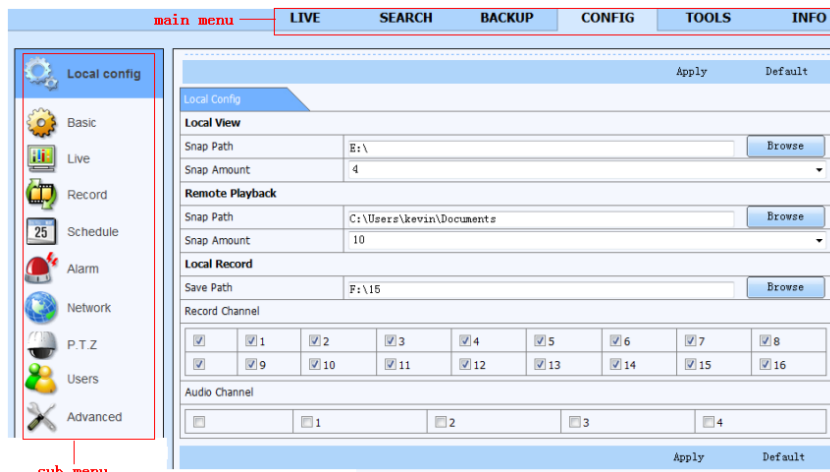 main menu LIVE SEARCH BACKUP CONFIG TOOLS INFO
Local config
Basic
Live
Record
25 Schedule
Alarm
Network
P.T.Z
Users
Advanced
sub menu
Apply Default
Local Config
Local View
Snap Path E:\ Browse
Snap Amount 4
Remote Playback
Snap Path C:\Users\kevin\Documents Browse
Snap Amount 10
Local Record
Save Path F:\15 Browse
Record Channel
1 2 3 4 5 6 7 8
9 10 11 12 13 14 15 16
Audio Channel
1 2 3 4
Apply Default